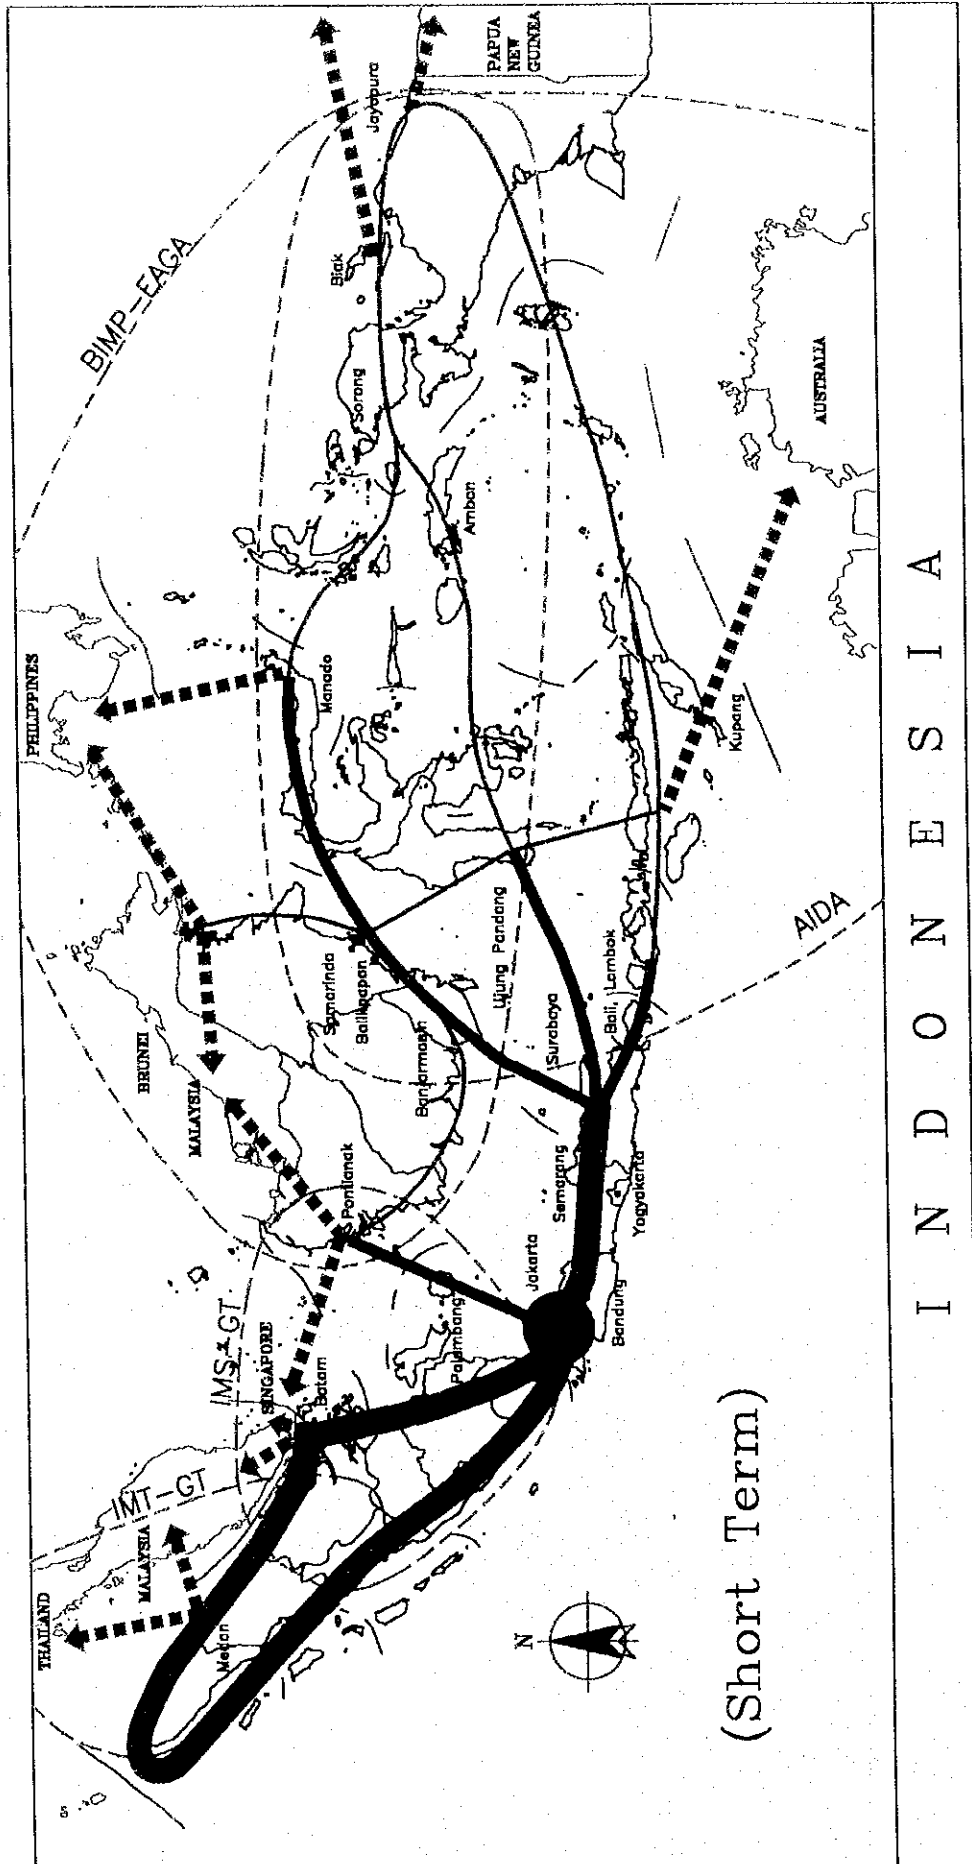 THAILAND
MALAYSIA
IMT-GT
SINGAPORE
IMS-GT
MALAYSIA
BRUNEI
PHILIPPINES
BIMP-EAGA
PAPUA
NEW
GUINEA
Medan
Batam
Palembang
Pontianak
Banjarmasin
Samarinda
Balikpapan
Ujung Pandang
Manado
Ambon
Sorong
Biak
Jayapura
Jakarta
Bandung
Semarang
Yogyakarta
Surabaya
Bali, Lombok
Kupang
AIDA
AUSTRALIA
N
(Short Term)
INDONESIA